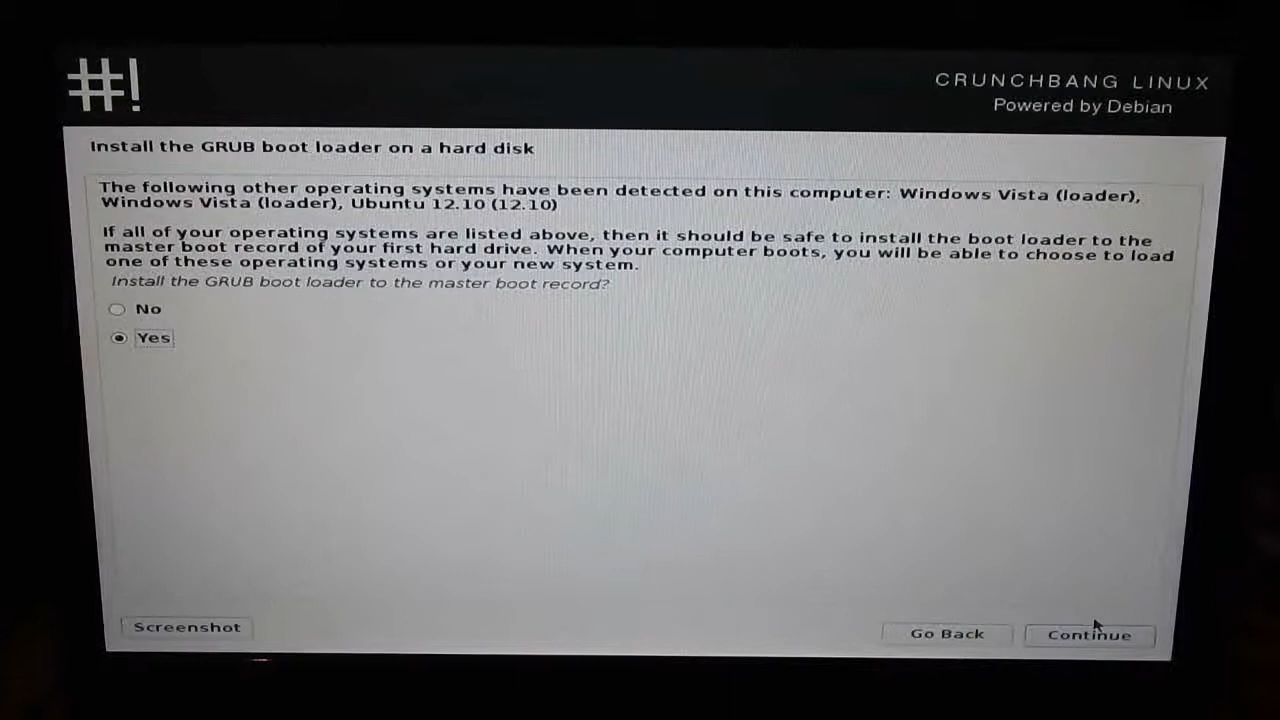 #!
CRUNCHBANG LINUX
Powered by Debian
Install the GRUB boot loader on a hard disk
The following other operating systems have been detected on this computer: Windows Vista (loader),
Windows Vista (loader), Ubuntu 12.10 (12.10)
If all of your operating systems are listed above, then it should be safe to install the boot loader to the
master boot record of your first hard drive. When your computer boots, you will be able to choose to load
one of these operating systems or your new system.
Install the GRUB boot loader to the master boot record?
No
Yes
Screenshot
Go Back
Continue